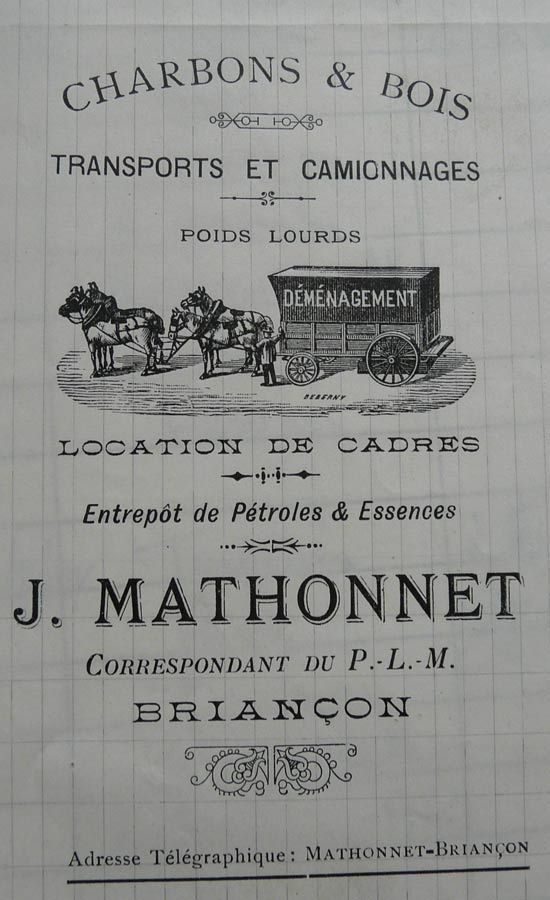 CHARBONS & BOIS
TRANSPORTS ET CAMIONNAGES
POIDS LOURDS
DÉMÉNAGEMENT
DEBERNY
LOCATION DE CADRES
Entrepôt de Pétroles & Essences
J. MATHONNET
CORRESPONDANT DU P.-L.-M.
BRIANÇON
Adresse Télégraphique: MATHONNET-BRIANÇON